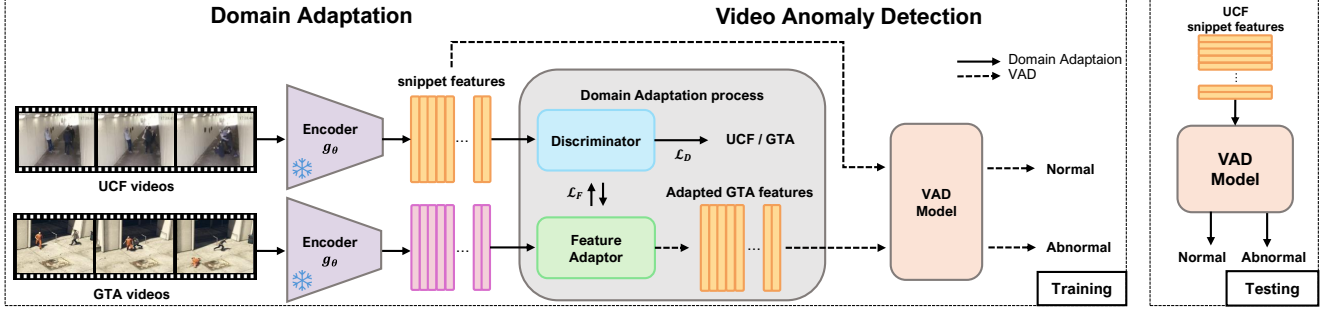 Domain Adaptation
Video Anomaly Detection
snippet features
Domain Adaptaion
VAD
Domain Adaptation process
Encoder
gθ
Discriminator
ℒD
UCF / GTA
UCF videos
ℒF
Adapted GTA features
Encoder
gθ
Feature
Adaptor
GTA videos
VAD
Model
Normal
Abnormal
Training
UCF
snippet features
VAD
Model
Normal
Abnormal
Testing